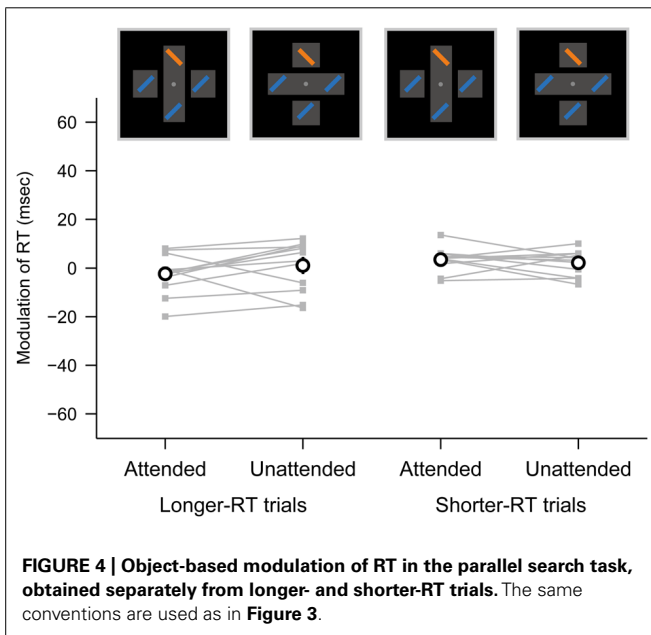 60
40
20
0
−20
−40
−60
Modulation of RT (msec)
Attended Unattended Attended Unattended
Longer-RT trials Shorter-RT trials
FIGURE 4 | Object-based modulation of RT in the parallel search task,
obtained separately from longer- and shorter-RT trials. The same
conventions are used as in Figure 3.